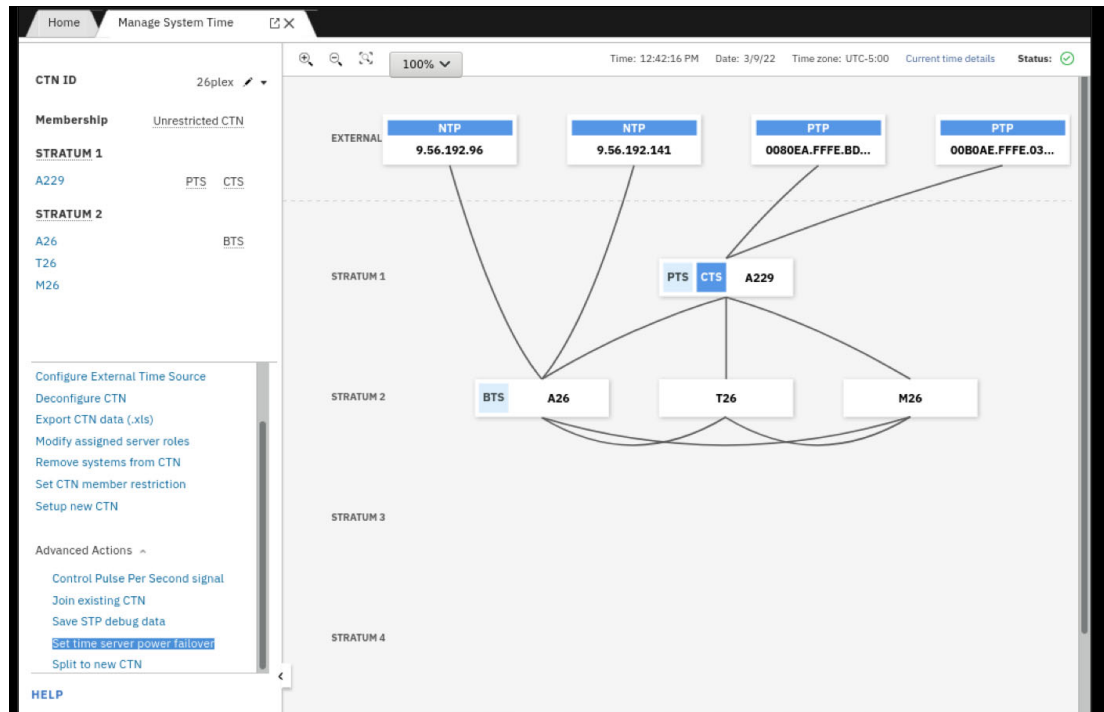 Home
Manage System Time
CTN ID
26plex
Membership
Unrestricted CTN
STRATUM 1
A229 PTS CTS
STRATUM 2
A26 BTS
T26
M26
Configure External Time Source
Deconfigure CTN
Export CTN data (.xls)
Modify assigned server roles
Remove systems from CTN
Set CTN member restriction
Setup new CTN
Advanced Actions
Control Pulse Per Second signal
Join existing CTN
Save STP debug data
Set time server power failover
Split to new CTN
HELP
100%
Time: 12:42:16 PM Date: 3/9/22 Time zone: UTC-5:00 Current time details Status:
EXTERNAL
NTP
9.56.192.96
NTP
9.56.192.141
PTP
0080EA.FFFE.BD...
PTP
00B0AE.FFFE.03...
STRATUM 1
PTS CTS A229
STRATUM 2
BTS A26
T26
M26
STRATUM 3
STRATUM 4